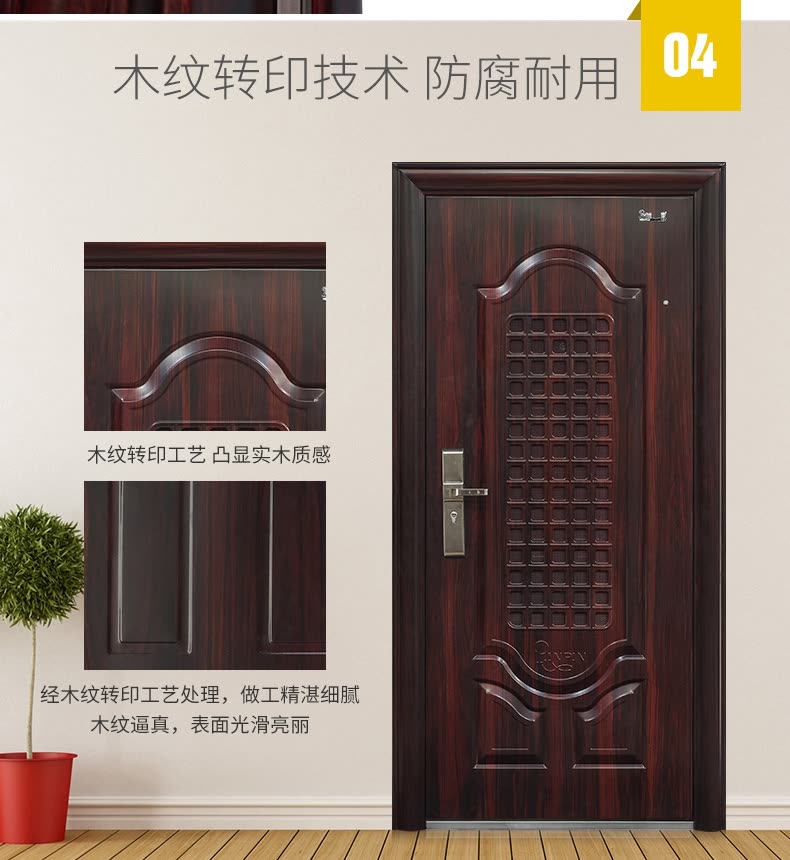 木纹转印技术 防腐耐用
04
木纹转印工艺 凸显实木质感
经木纹转印工艺处理，做工精湛细腻
木纹逼真，表面光滑亮丽